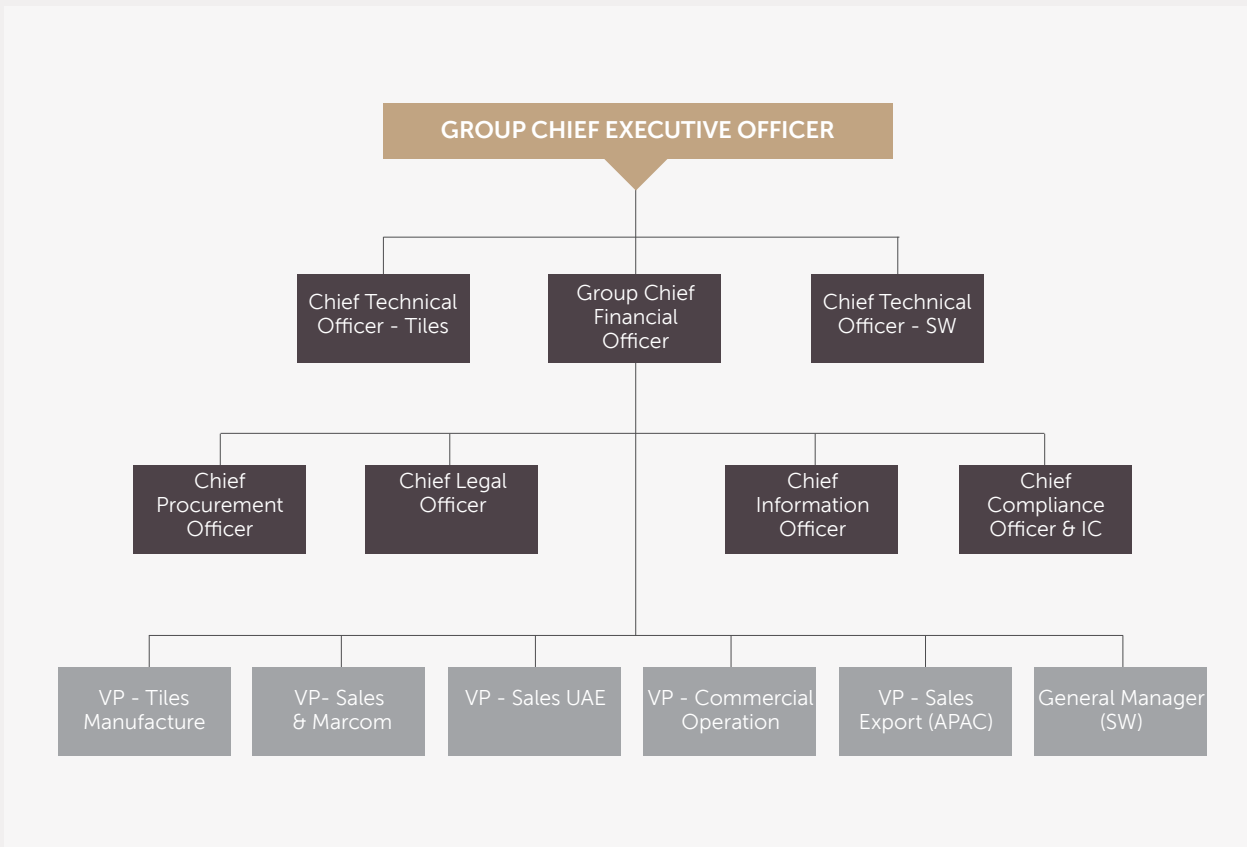 GROUP CHIEF EXECUTIVE OFFICER
Chief Technical
Officer - Tiles
Group Chief
Financial
Officer
Chief Technical
Officer - SW
Chief
Procurement
Officer
Chief Legal
Officer
Chief
Information
Officer
Chief
Compliance
Officer & IC
VP - Tiles
Manufacture
VP- Sales
& Marcom
VP - Sales UAE
VP - Commercial
Operation
VP - Sales
Export (APAC)
General Manager
(SW)